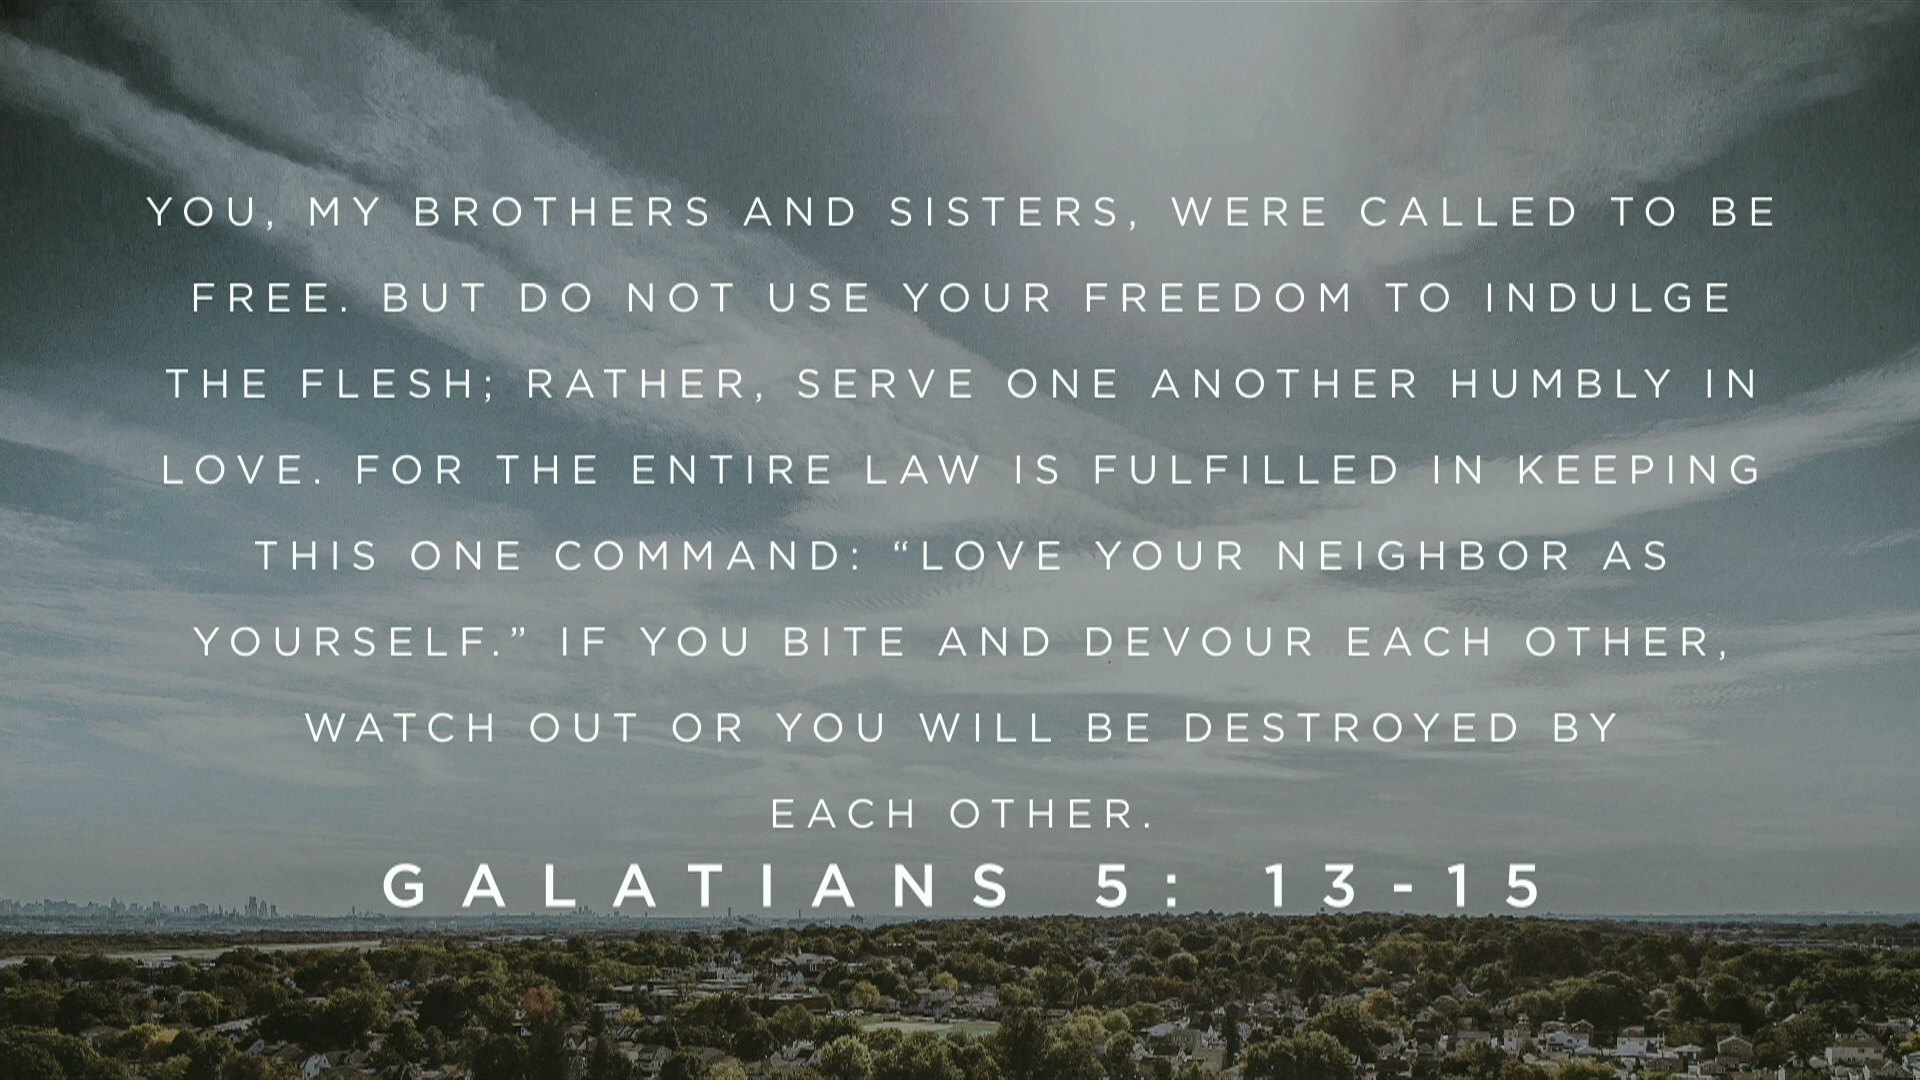 YOU, MY BROTHERS AND SISTERS, WERE CALLED TO BE
FREE. BUT DO NOT USE YOUR FREEDOM TO INDULGE
THE FLESH; RATHER, SERVE ONE ANOTHER HUMBLY IN
LOVE. FOR THE ENTIRE LAW IS FULFILLED IN KEEPING
THIS ONE COMMAND: “LOVE YOUR NEIGHBOR AS
YOURSELF.” IF YOU BITE AND DEVOUR EACH OTHER,
WATCH OUT OR YOU WILL BE DESTROYED BY
EACH OTHER.
GALATIANS 5: 13-15